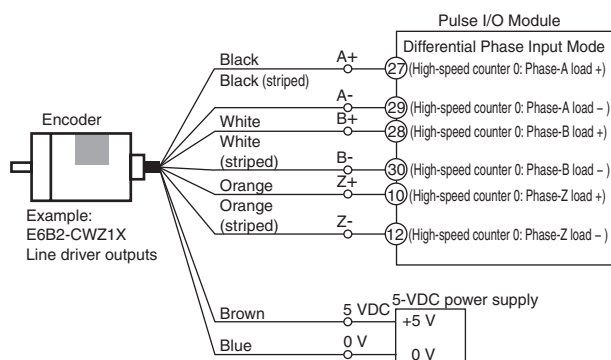 Pulse I/O Module
Differential Phase Input Mode
Black A+ 27 (High-speed counter 0: Phase-A load +)
Black (striped)
A- 29 (High-speed counter 0: Phase-A load − )
White B+ 28 (High-speed counter 0: Phase-B load +)
White
(striped) B- 30 (High-speed counter 0: Phase-B load − )
Orange Z+ 10 (High-speed counter 0: Phase-Z load +)
Orange
(striped) Z- 12 (High-speed counter 0: Phase-Z load − )
Encoder
Example:
E6B2-CWZ1X
Line driver outputs
5-VDC power supply
Brown 5 VDC +5 V
Blue 0 V 0 V